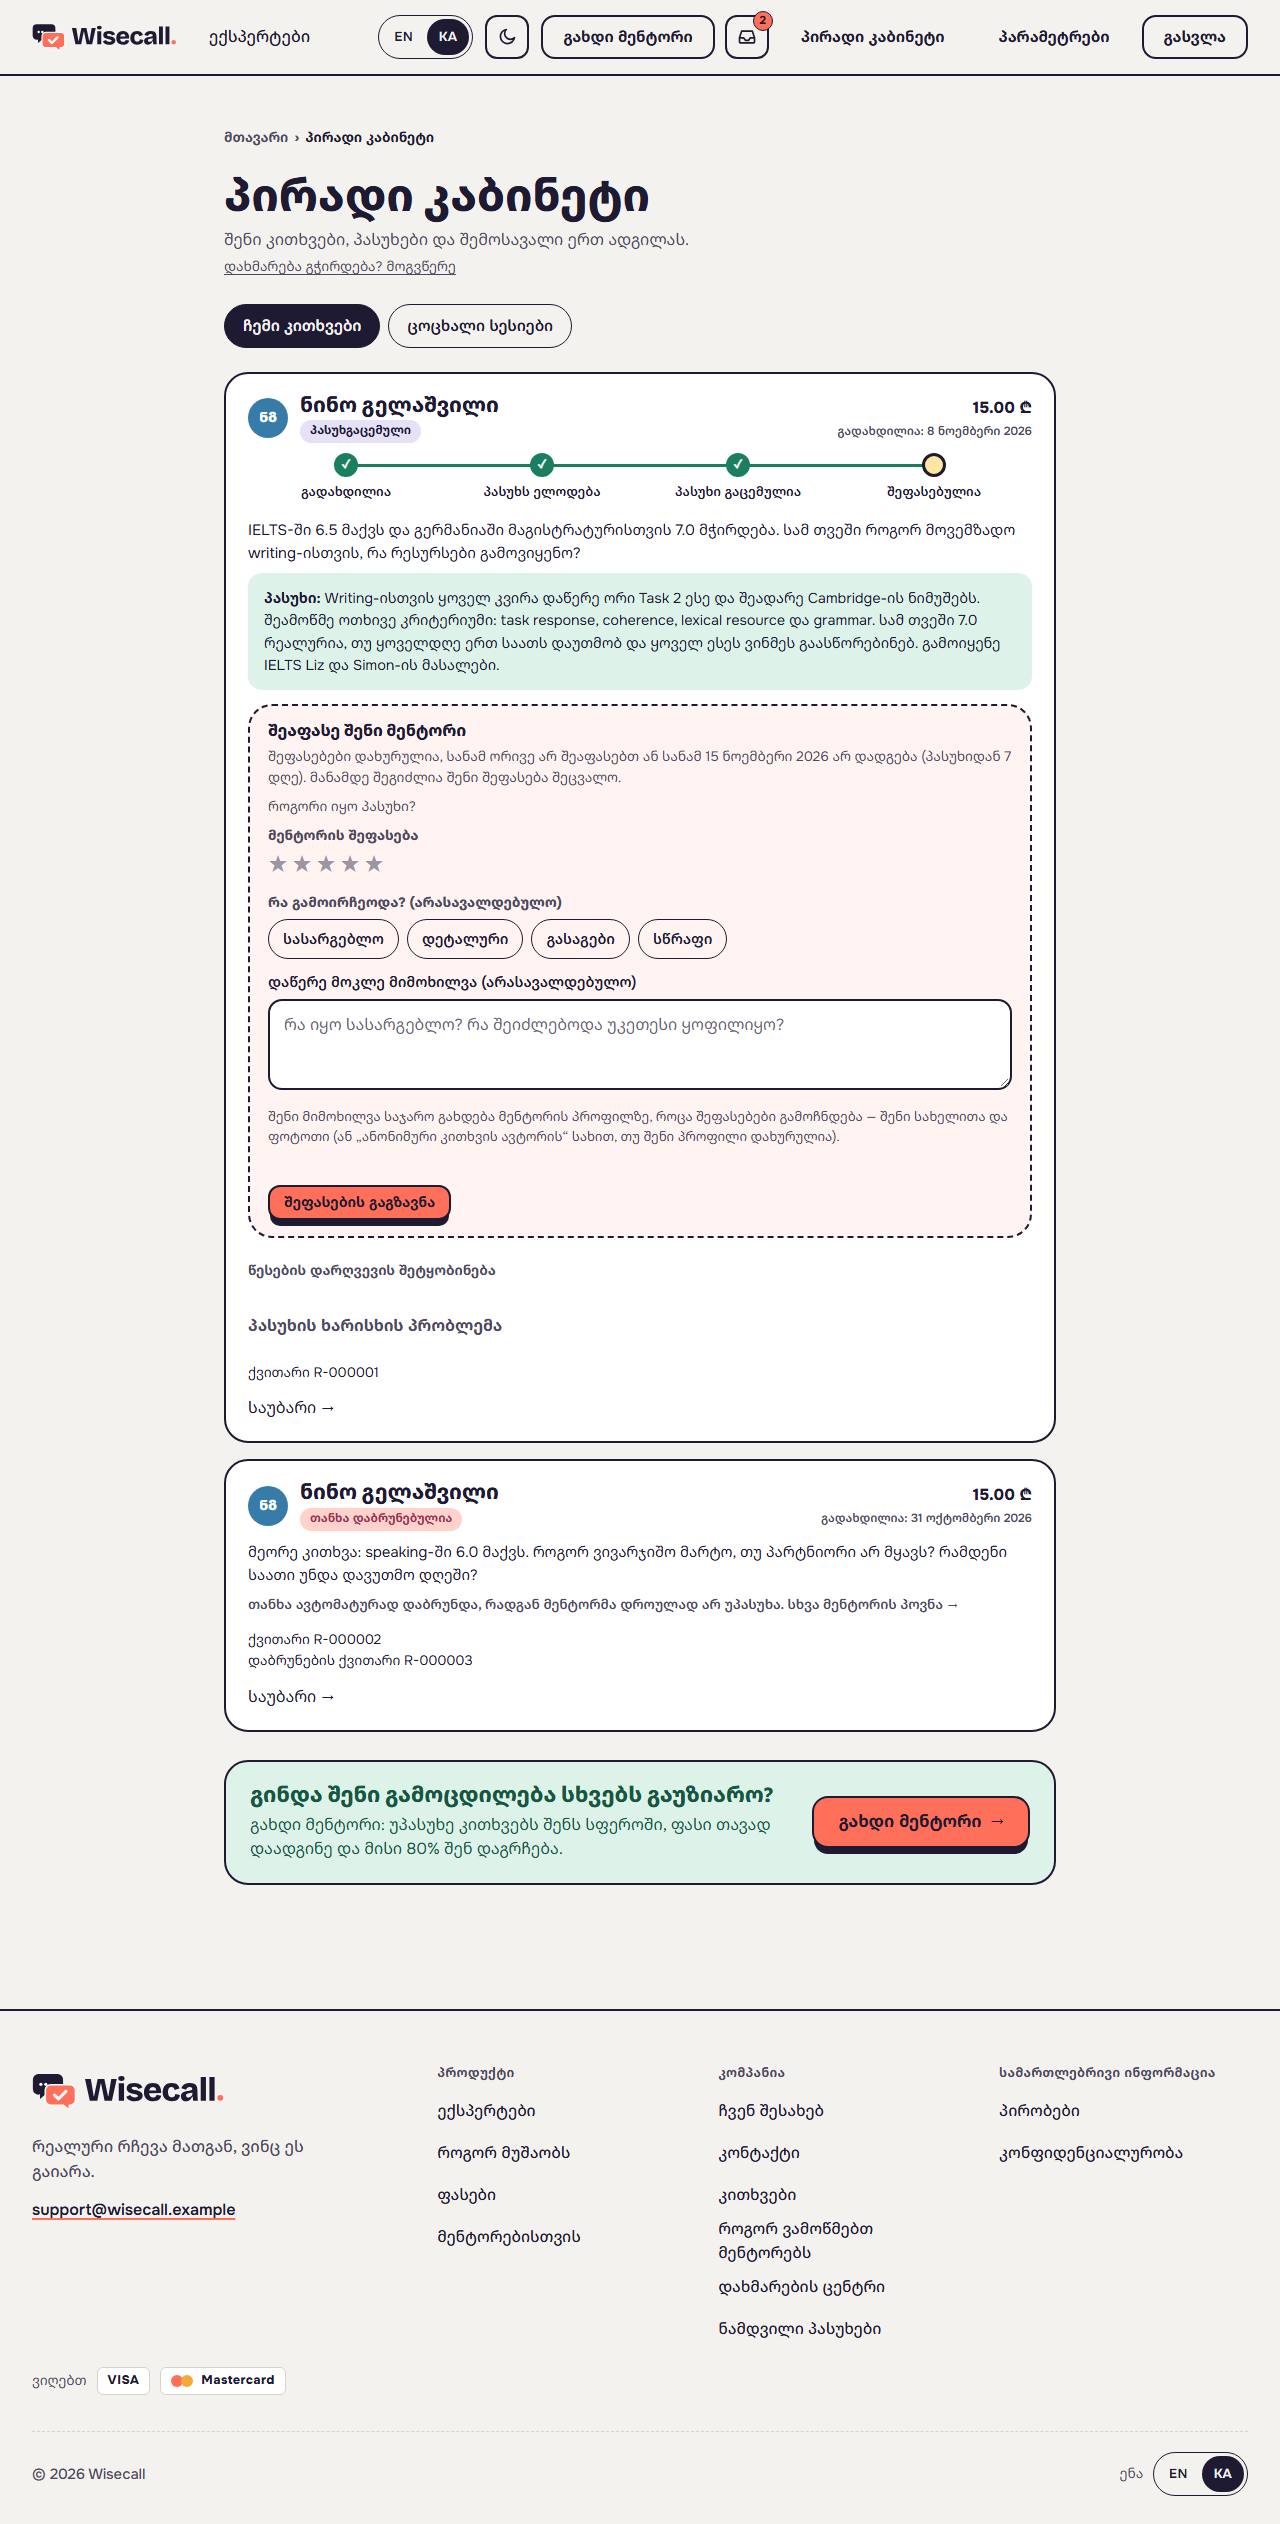 Wisecall.
ექსპერტები
EN KA
გახდი მენტორი
2
პირადი კაბინეტი
პარამეტრები
გასვლა
მთავარი › პირადი კაბინეტი
პირადი კაბინეტი
შენი კითხვები, პასუხები და შემოსავალი ერთ ადგილას.
დახმარება გჭირდება? მოგვწერე
ჩემი კითხვები
ცოცხალი სესიები
ნგ
ნინო გელაშვილი
15.00 ₾
პასუხგაცემული
გადახდილია: 8 ნოემბერი 2026
გადახდილია
პასუხს ელოდება
პასუხი გაცემულია
შეფასებულია
IELTS-ში 6.5 მაქვს და გერმანიაში მაგისტრატურისთვის 7.0 მჭირდება. სამ თვეში როგორ მოვემზადო
writing-ისთვის, რა რესურსები გამოვიყენო?
პასუხი: Writing-ისთვის ყოველ კვირა დაწერე ორი Task 2 ესე და შეადარე Cambridge-ის ნიმუშებს.
შეამოწმე ოთხივე კრიტერიუმი: task response, coherence, lexical resource და grammar. სამ თვეში 7.0
რეალურია, თუ ყოველდღე ერთ საათს დაუთმობ და ყოველ ესეს ვინმეს გაასწორებინებ. გამოიყენე
IELTS Liz და Simon-ის მასალები.
შეაფასე შენი მენტორი
შეფასებები დახურულია, სანამ ორივე არ შეაფასებთ ან სანამ 15 ნოემბერი 2026 არ დადგება (პასუხიდან 7
დღე). მანამდე შეგიძლია შენი შეფასება შეცვალო.
როგორი იყო პასუხი?
მენტორის შეფასება
★ ★ ★ ★ ★
რა გამოირჩეოდა? (არასავალდებულო)
სასარგებლო
დეტალური
გასაგები
სწრაფი
დაწერე მოკლე მიმოხილვა (არასავალდებულო)
რა იყო სასარგებლო? რა შეიძლებოდა უკეთესი ყოფილიყო?
შენი მიმოხილვა საჯარო გახდება მენტორის პროფილზე, როცა შეფასებები გამოჩნდება — შენი სახელითა და
ფოტოთი (ან „ანონიმური კითხვის ავტორის“ სახით, თუ შენი პროფილი დახურულია).
შეფასების გაგზავნა
წესების დარღვევის შეტყობინება
პასუხის ხარისხის პრობლემა
ქვითარი R-000001
საუბარი →
ნგ
ნინო გელაშვილი
15.00 ₾
თანხა დაბრუნებულია
გადახდილია: 31 ოქტომბერი 2026
მეორე კითხვა: speaking-ში 6.0 მაქვს. როგორ ვივარჯიშო მარტო, თუ პარტნიორი არ მყავს? რამდენი
საათი უნდა დავუთმო დღეში?
თანხა ავტომატურად დაბრუნდა, რადგან მენტორმა დროულად არ უპასუხა. სხვა მენტორის პოვნა →
ქვითარი R-000002
დაბრუნების ქვითარი R-000003
საუბარი →
გინდა შენი გამოცდილება სხვებს გაუზიარო?
გახდი მენტორი: უპასუხე კითხვებს შენს სფეროში, ფასი თავად
დაადგინე და მისი 80% შენ დაგრჩება.
გახდი მენტორი →
Wisecall.
რეალური რჩევა მათგან, ვინც ეს
გაიარა.
support@wisecall.example
პროდუქტი
ექსპერტები
როგორ მუშაობს
ფასები
მენტორებისთვის
კომპანია
ჩვენ შესახებ
კონტაქტი
კითხვები
როგორ ვამოწმებთ
მენტორებს
დახმარების ცენტრი
ნამდვილი პასუხები
სამართლებრივი ინფორმაცია
პირობები
კონფიდენციალურობა
ვიღებთ
VISA
Mastercard
© 2026 Wisecall
ენა
EN KA